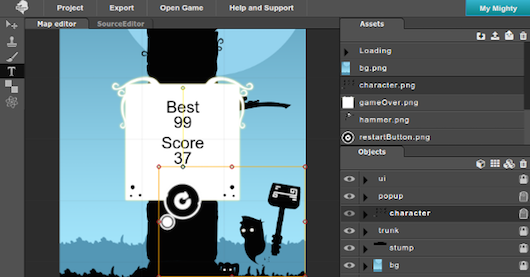 Project Export Open Game Help and Support My Mighty
Map editor SourceEditor
Assets
Loading
bg.png
character.png
gameOver.png
hammer.png
restartButton.png
Objects
ui
popup
character
trunk
stump
bg
Best
99
Score
37
T